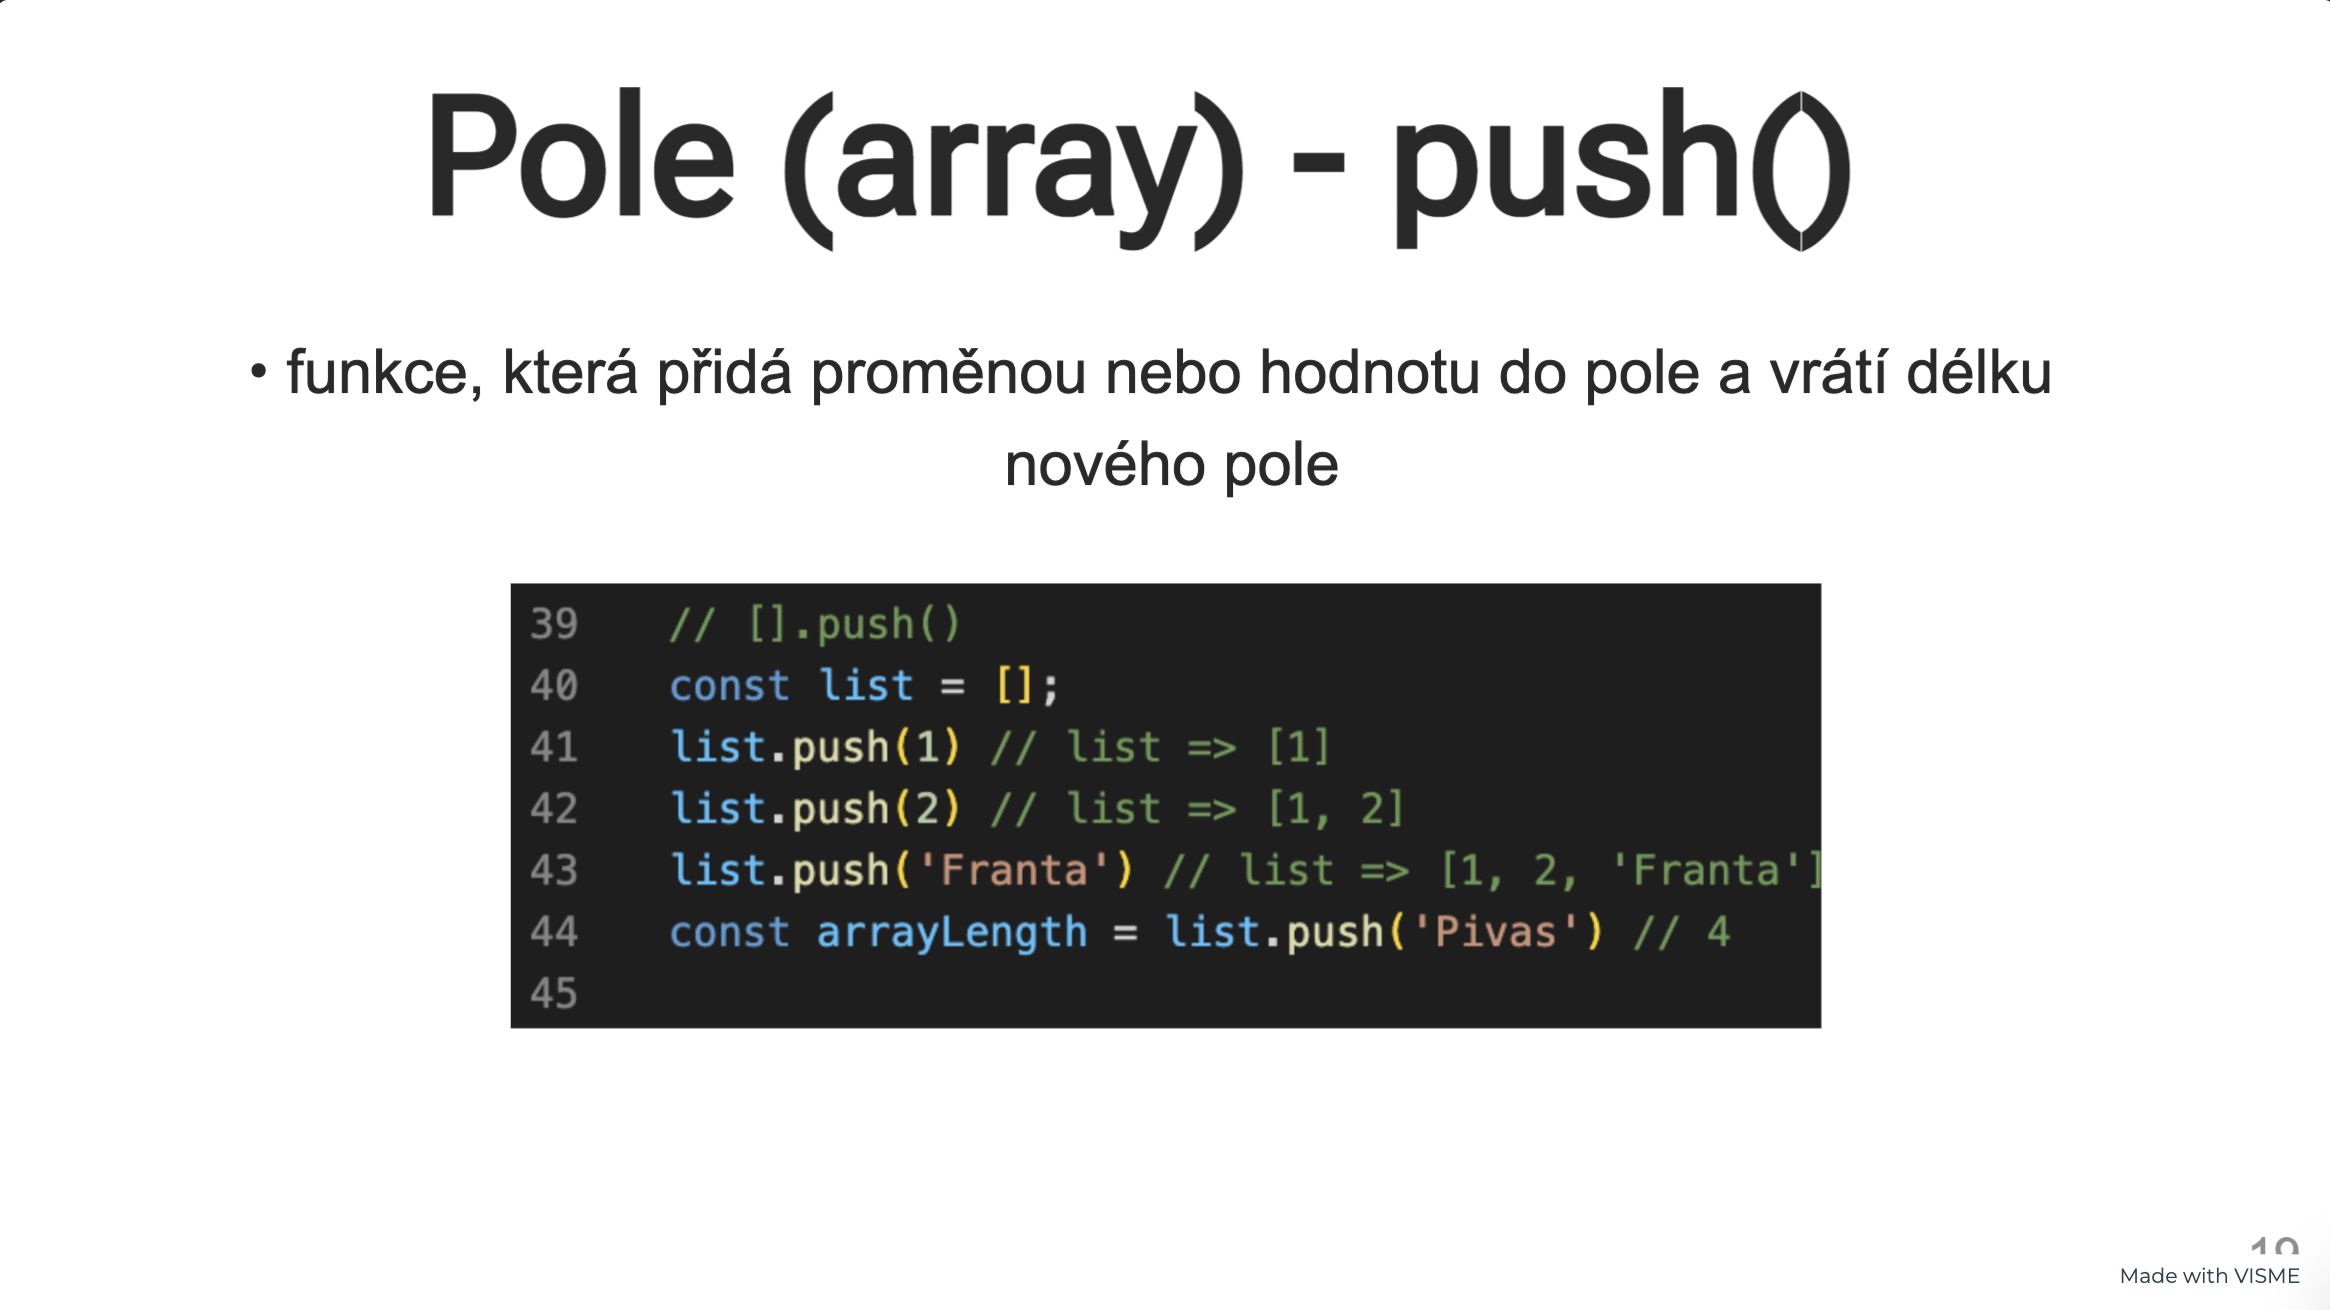 Pole (array) - push()
• funkce, která přidá proměnou nebo hodnotu do pole a vrátí délku
nového pole
39 // [].push()
40 const list = [];
41 list.push(1) // list => [1]
42 list.push(2) // list => [1, 2]
43 list.push('Franta') // list => [1, 2, 'Franta']
44 const arrayLength = list.push('Pivas') // 4
45
Made with VISME